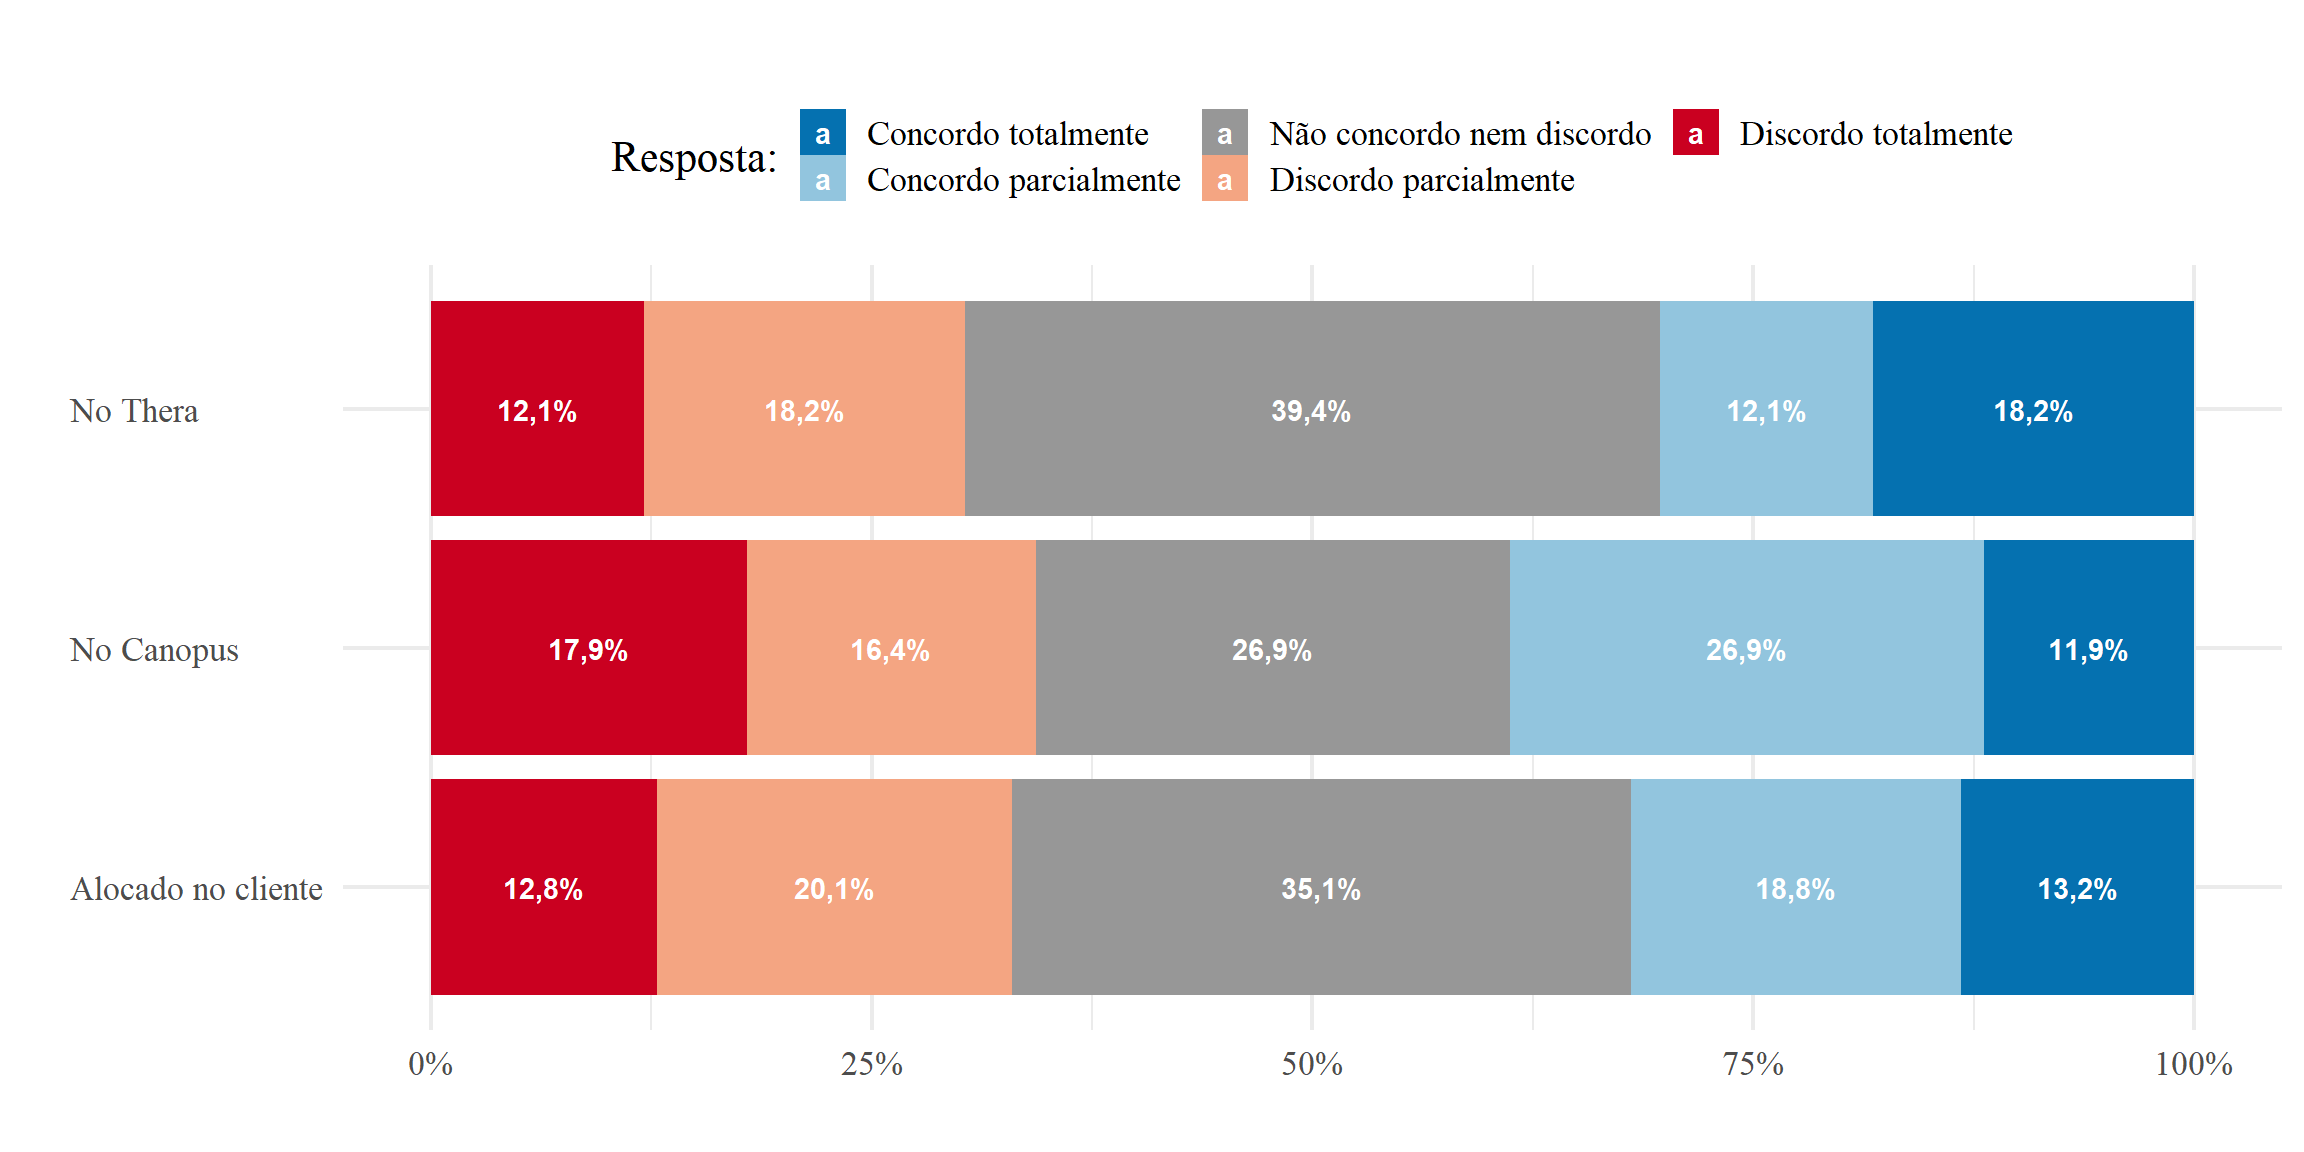 Resposta:
a Concordo totalmente a Não concordo nem discordo a Discordo totalmente
a Concordo parcialmente a Discordo parcialmente
No Thera 12,1% 18,2% 39,4% 12,1% 18,2%
No Canopus 17,9% 16,4% 26,9% 26,9% 11,9%
Alocado no cliente 12,8% 20,1% 35,1% 18,8% 13,2%
0% 25% 50% 75% 100%